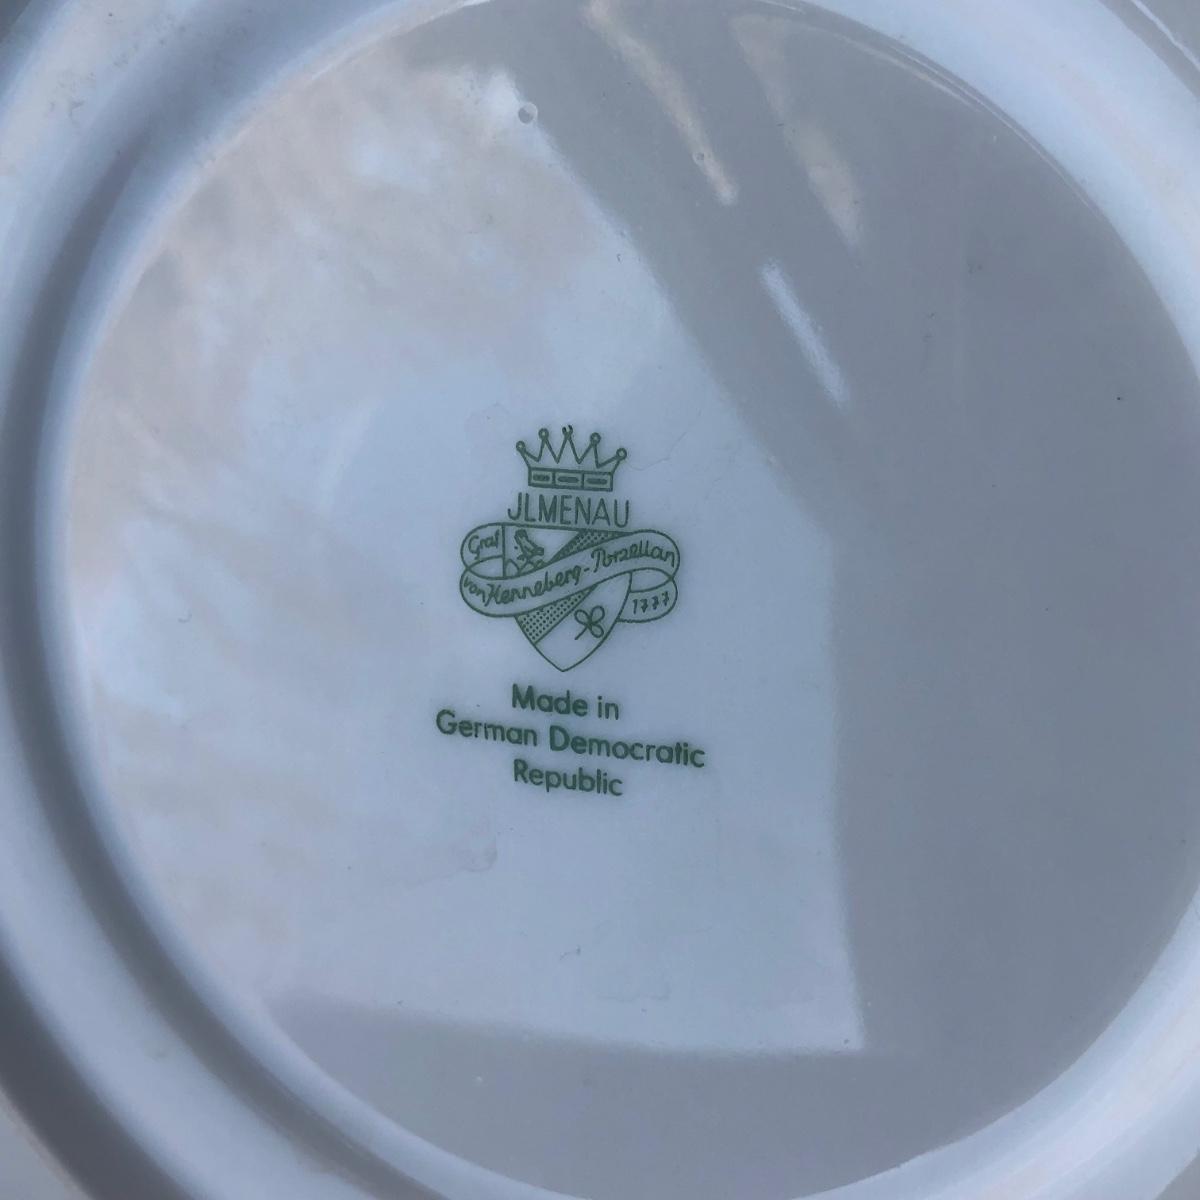 JLMENAU
Graf
von Henneberg-Porzellan
1777
Made in
German Democratic
Republic